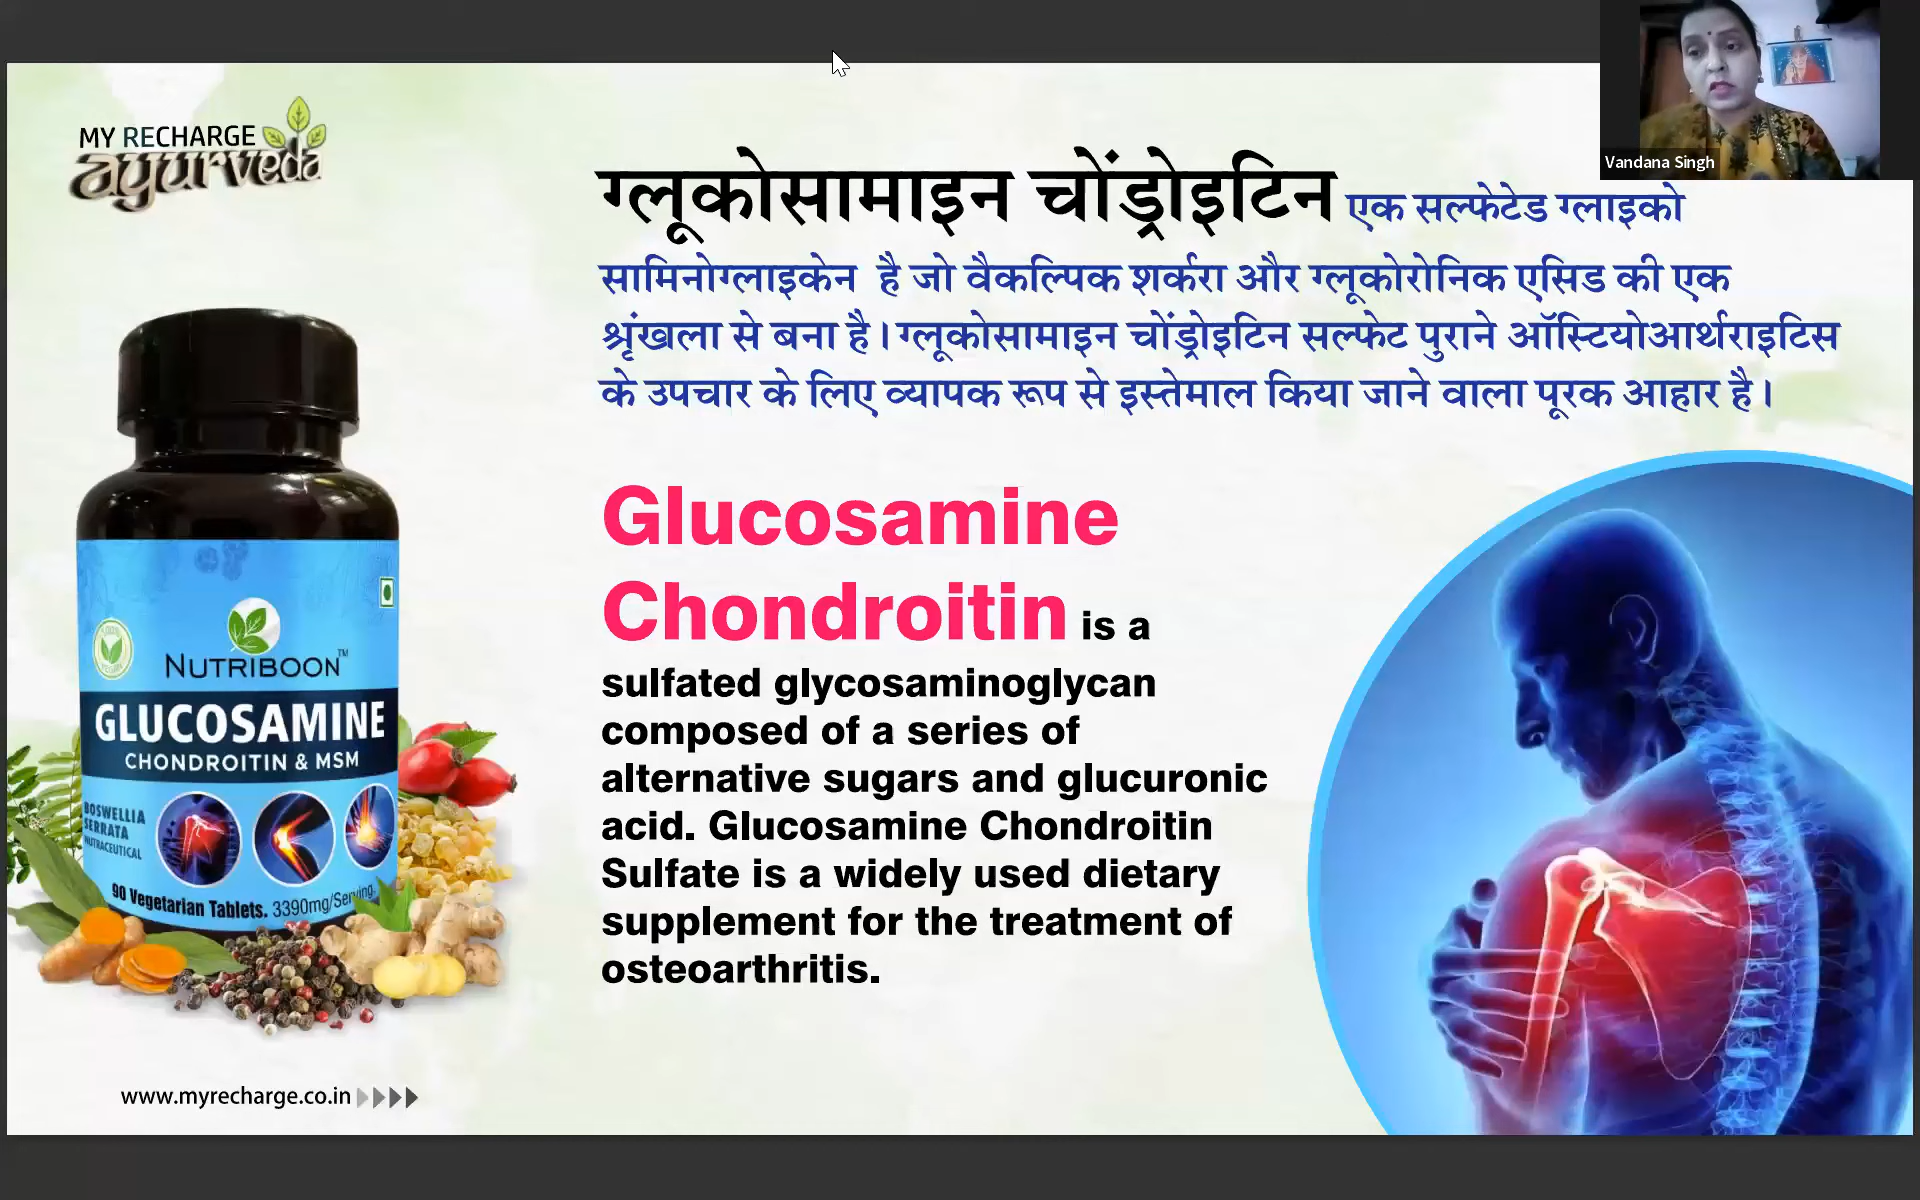 MY RECHARGE
ayurveda
Vandana Singh
ग्लूकोसामाइन चोंड्रोइटिन एक सल्फेटेड ग्लाइको
सामिनोग्लाइकेन है जो वैकल्पिक शर्करा और ग्लूकोरोनिक एसिड की एक
श्रृंखला से बना है। ग्लूकोसामाइन चोंड्रोइटिन सल्फेट पुराने ऑस्टियोआर्थराइटिस
के उपचार के लिए व्यापक रूप से इस्तेमाल किया जाने वाला पूरक आहार है।
Glucosamine
Chondroitin is a
sulfated glycosaminoglycan
composed of a series of
alternative sugars and glucuronic
acid. Glucosamine Chondroitin
Sulfate is a widely used dietary
supplement for the treatment of
osteoarthritis.
NUTRIBOON™
GLUCOSAMINE
CHONDROITIN & MSM
BOSWELLIA
SERRATA
NUTRACEUTICAL
90 Vegetarian Tablets. 3390mg/Serving.
www.myrecharge.co.in